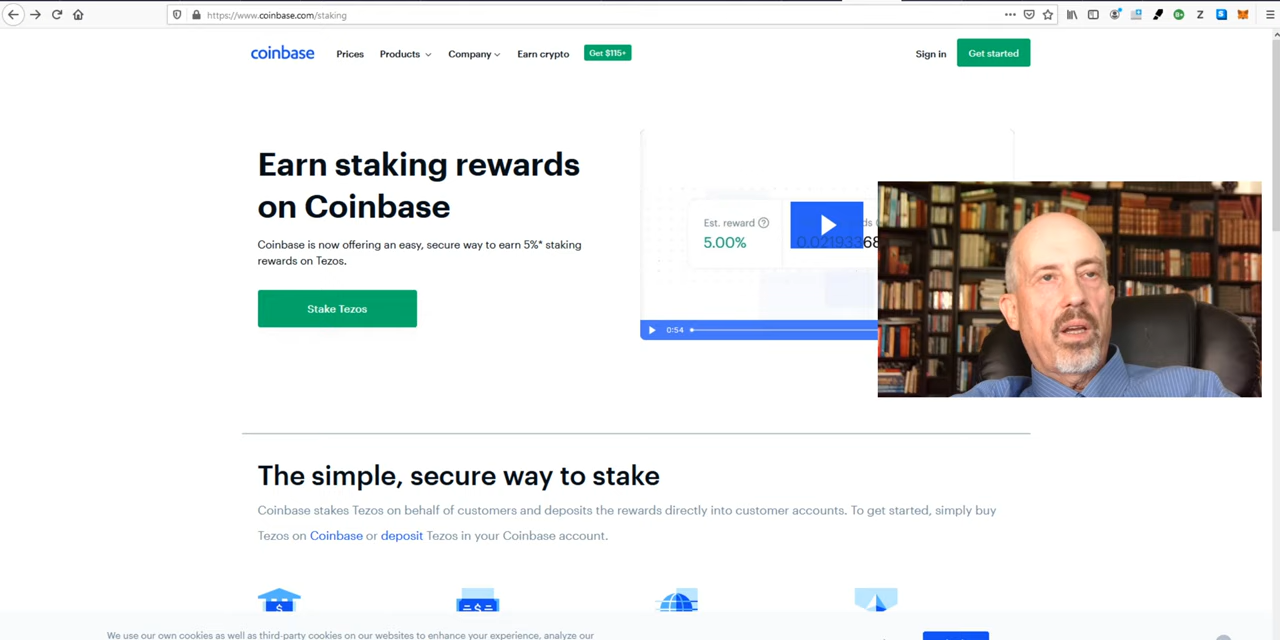 https://www.coinbase.com/staking
coinbase Prices Products Company Earn crypto Get $115+ Sign in Get started
Earn staking rewards
on Coinbase
Coinbase is now offering an easy, secure way to earn 5%* staking
rewards on Tezos.
Stake Tezos
Est. reward
5.00%
0:54
The simple, secure way to stake
Coinbase stakes Tezos on behalf of customers and deposits the rewards directly into customer accounts. To get started, simply buy
Tezos on Coinbase or deposit Tezos in your Coinbase account.
We use our own cookies as well as third-party cookies on our websites to enhance your experience, analyze our